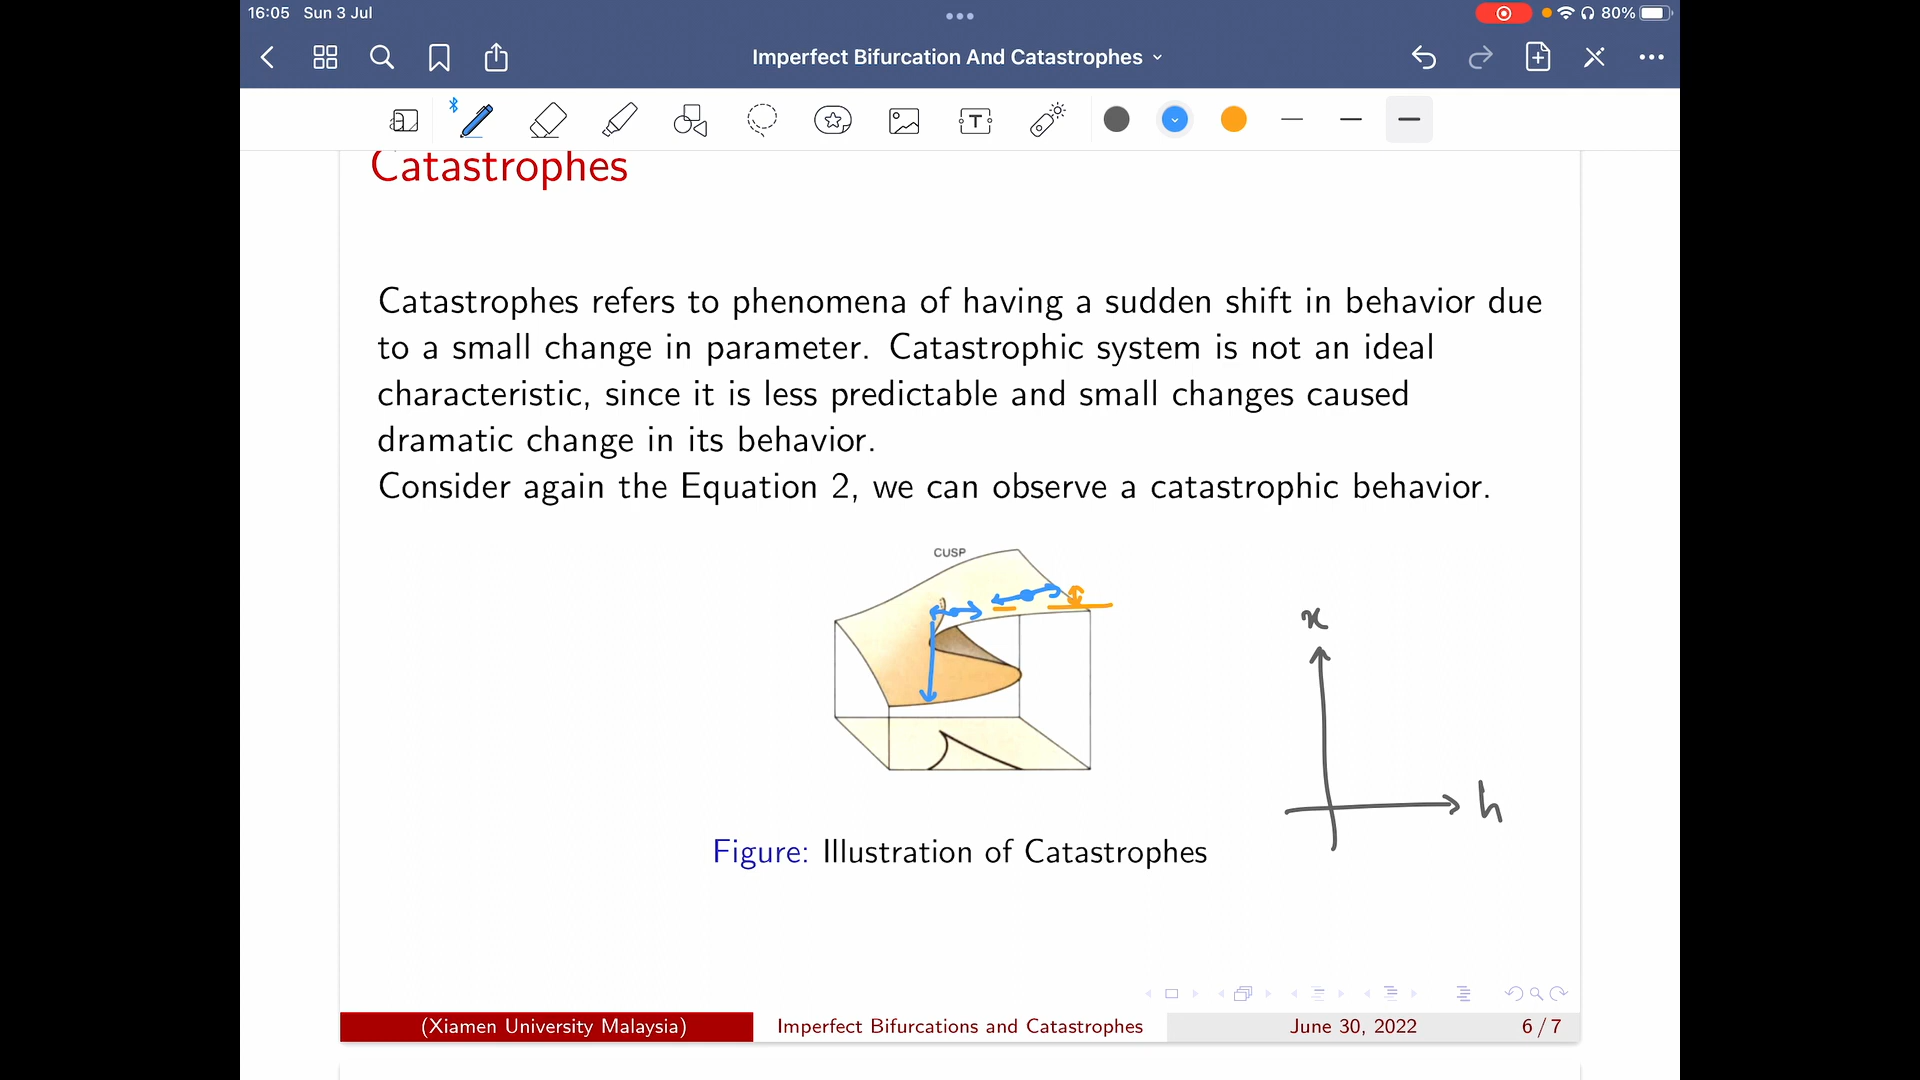 16:05 Sun 3 Jul
80%
Imperfect Bifurcation And Catastrophes
Catastrophes
Catastrophes refers to phenomena of having a sudden shift in behavior due
to a small change in parameter. Catastrophic system is not an ideal
characteristic, since it is less predictable and small changes caused
dramatic change in its behavior.
Consider again the Equation 2, we can observe a catastrophic behavior.
CUSP
x
h
Figure: Illustration of Catastrophes
(Xiamen University Malaysia) Imperfect Bifurcations and Catastrophes June 30, 2022 6 / 7